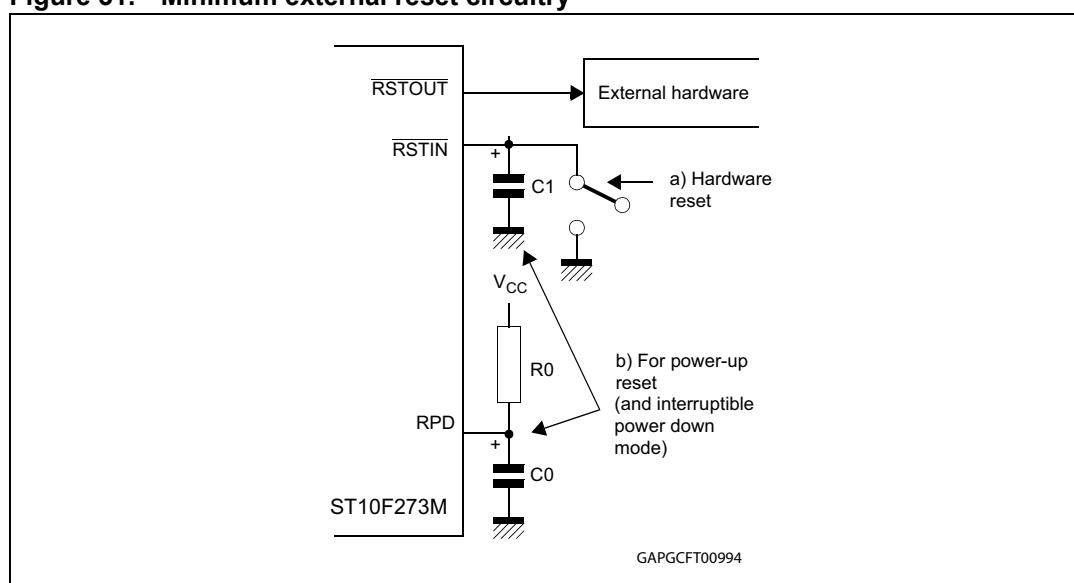 Figure 61. Minimum external reset circuitry
RSTOUT
External hardware
RSTIN
+
C1
a) Hardware
reset
VCC
R0
b) For power-up
reset
(and interruptible
power down
mode)
RPD
+
C0
ST10F273M
GAPGCFT00994